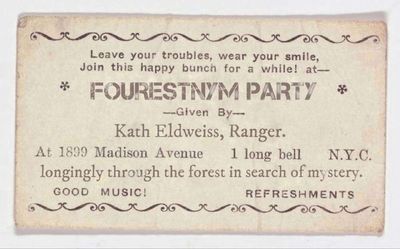 Leave your troubles, wear your smile,
Join this happy bunch for a while! at—
* FOURESTNYM PARTY *
—Given By—
Kath Eldweiss, Ranger.
At 1899 Madison Avenue 1 long bell N.Y.C.
longingly through the forest in search of mystery.
GOOD MUSIC! REFRESHMENTS